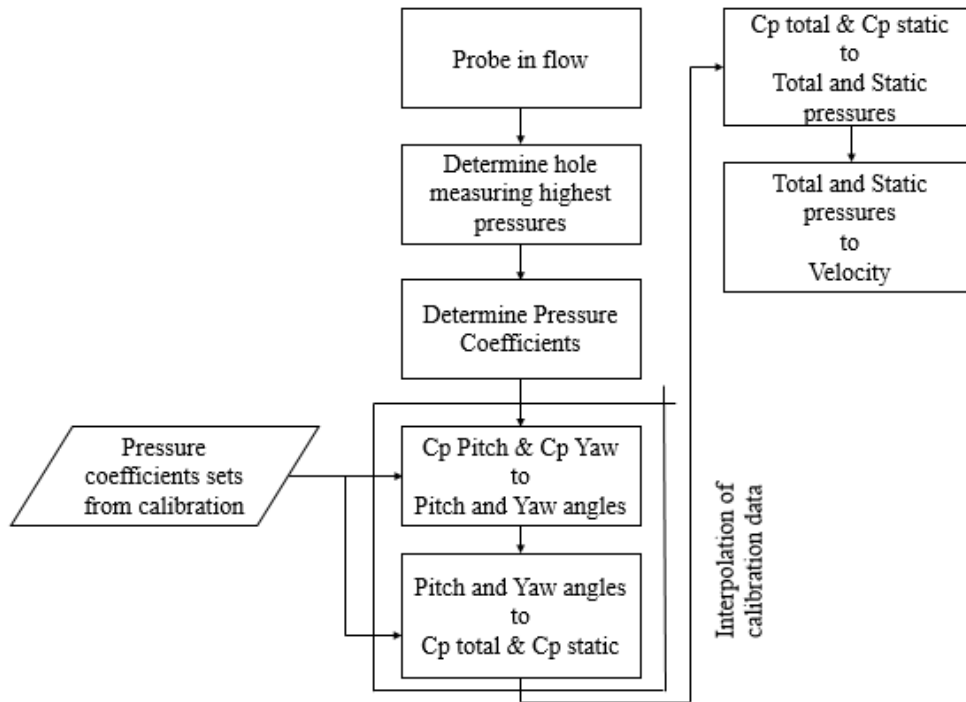 Probe in flow
Determine hole
measuring highest
pressures
Determine Pressure
Coefficients
Pressure
coefficients sets
from calibration
Cp Pitch & Cp Yaw
to
Pitch and Yaw angles
Pitch and Yaw angles
to
Cp total & Cp static
Interpolation of
calibration data
Cp total & Cp static
to
Total and Static
pressures
Total and Static
pressures
to
Velocity